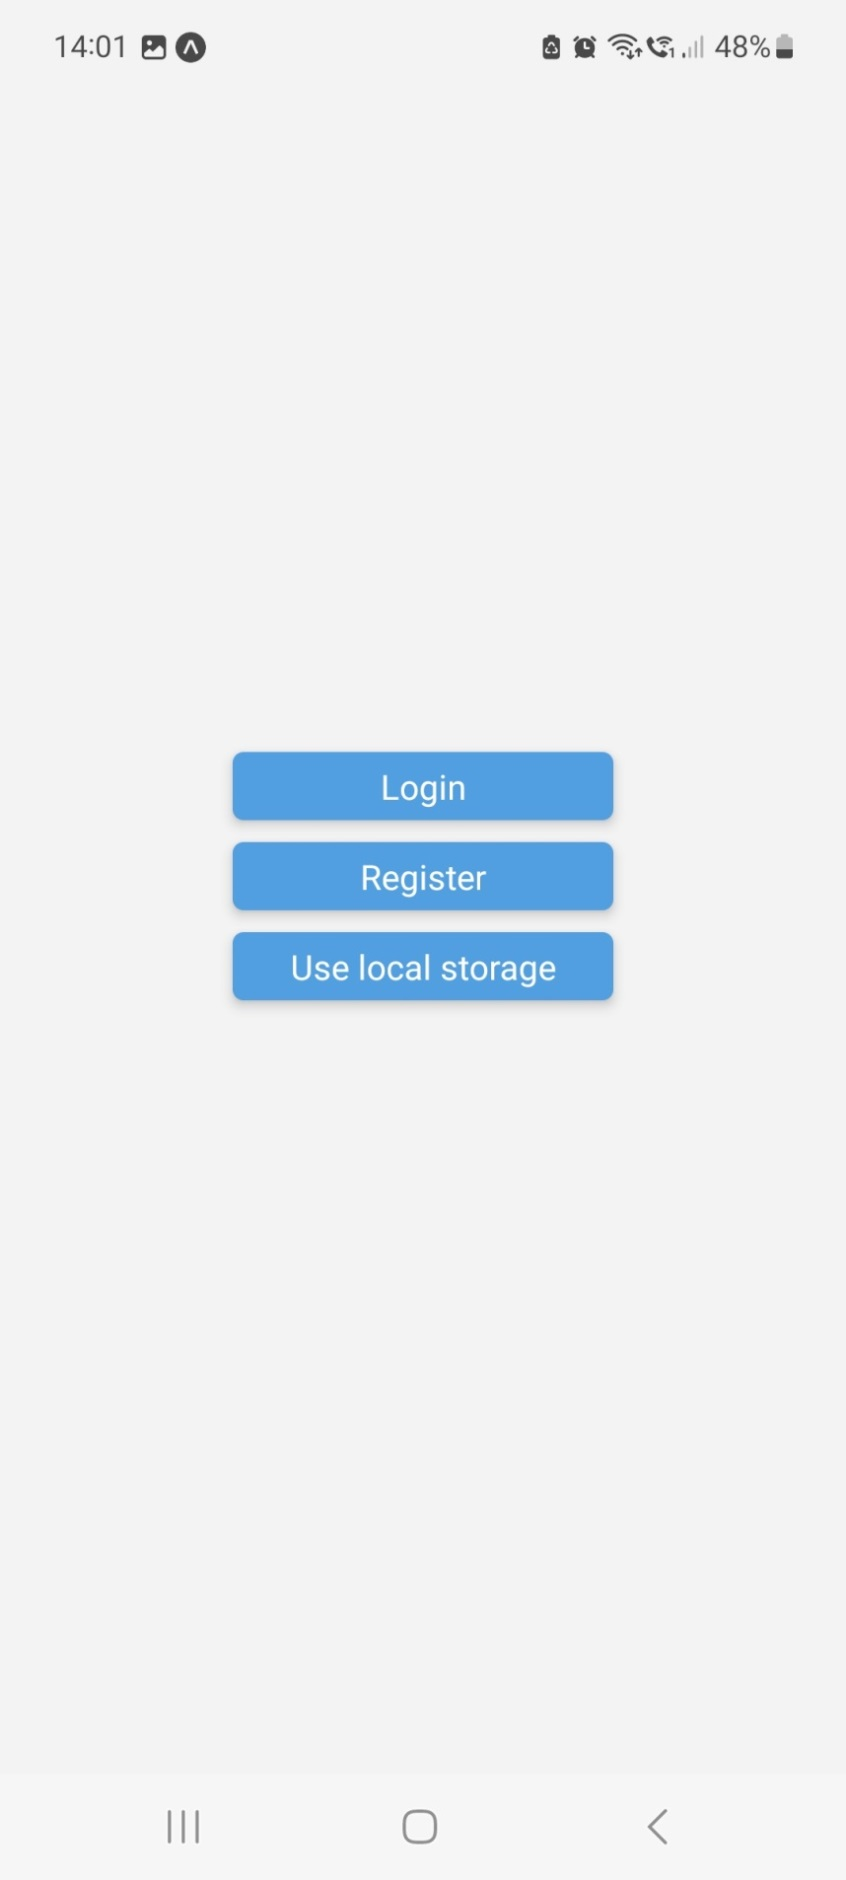 14:01 48%
Login
Register
Use local storage